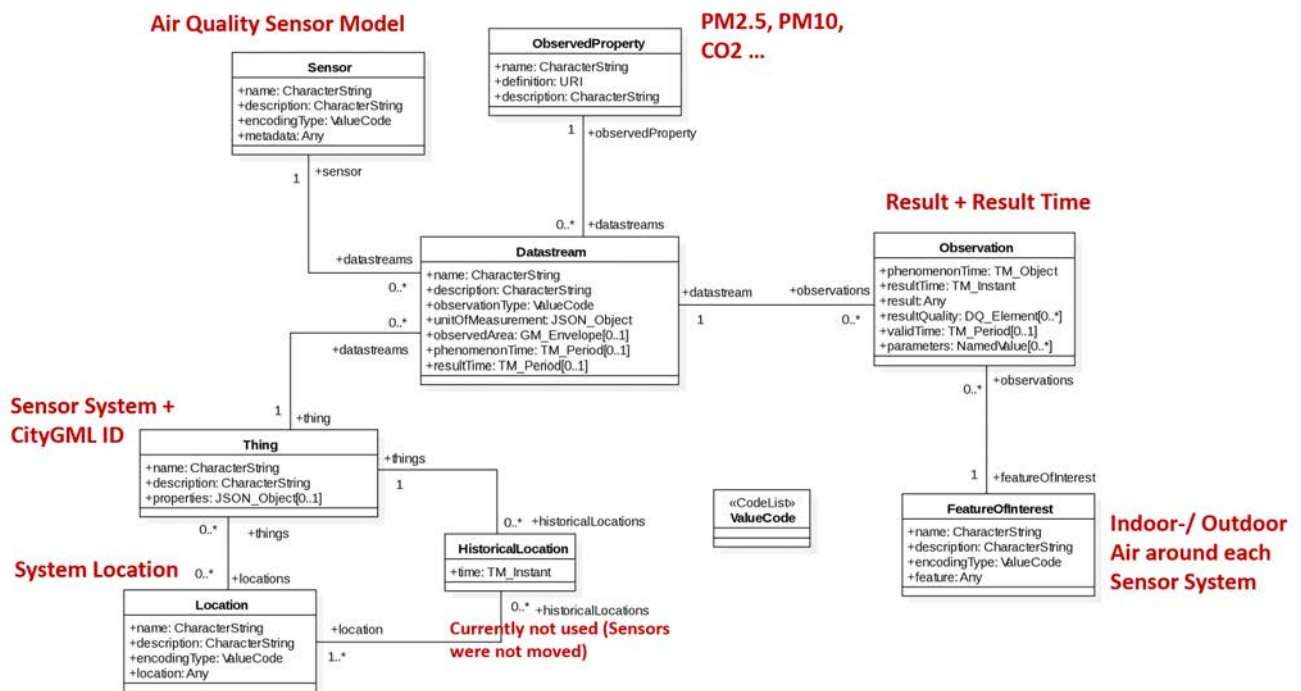 Air Quality Sensor Model
PM2.5, PM10,
CO2 ...
Sensor
+name: CharacterString
+description: CharacterString
+encodingType: ValueCode
+metadata: Any
ObservedProperty
+name: CharacterString
+definition: URI
+description: CharacterString
1
+observedProperty
1
+sensor
0..*
+datastreams
+datastreams
0..*
Datastream
+name: CharacterString
+description: CharacterString
+observationType: ValueCode
+unitOfMeasurement: JSON_Object
+observedArea: GM_Envelope[0..1]
+phenomenonTime: TM_Period[0..1]
+resultTime: TM_Period[0..1]
+datastream
1
+observations
0..*
Result + Result Time
Observation
+phenomenonTime: TM_Object
+resultTime: TM_Instant
+result: Any
+resultQuality: DQ_Element[0..*]
+validTime: TM_Period[0..1]
+parameters: NamedValue[0..*]
0..*
+datastreams
0..*
+observations
Sensor System +
CityGML ID
1
+thing
Thing
+name: CharacterString
+description: CharacterString
+properties: JSON_Object[0..1]
+things
1
0..*
+historicalLocations
0..*
+things
HistoricalLocation
+time: TM_Instant
«CodeList»
ValueCode
1
+featureOfInterest
FeatureOfInterest
+name: CharacterString
+description: CharacterString
+encodingType: ValueCode
+feature: Any
Indoor-/ Outdoor
Air around each
Sensor System
System Location
0..*
+locations
Location
+name: CharacterString
+description: CharacterString
+encodingType: ValueCode
+location: Any
0..*
+historicalLocations
+location
1..*
Currently not used (Sensors
were not moved)